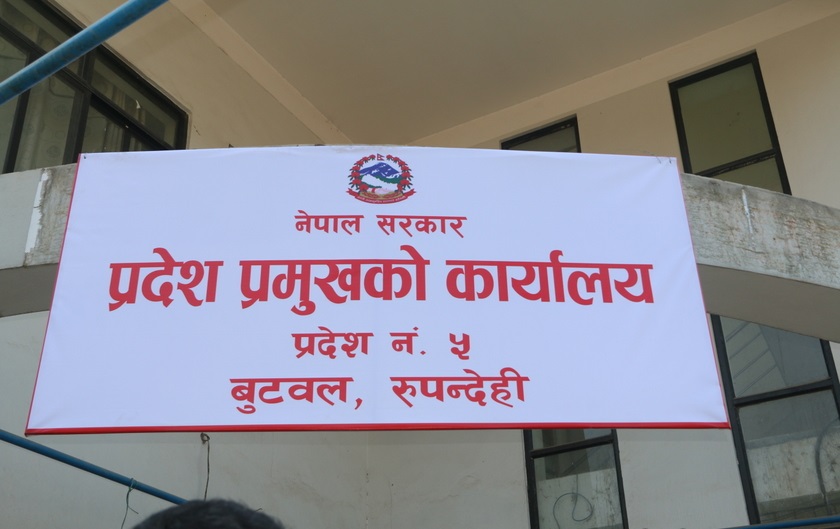 नेपाल सरकार
प्रदेश प्रमुखको कार्यालय
प्रदेश नं. ५
बुटवल, रुपन्देही